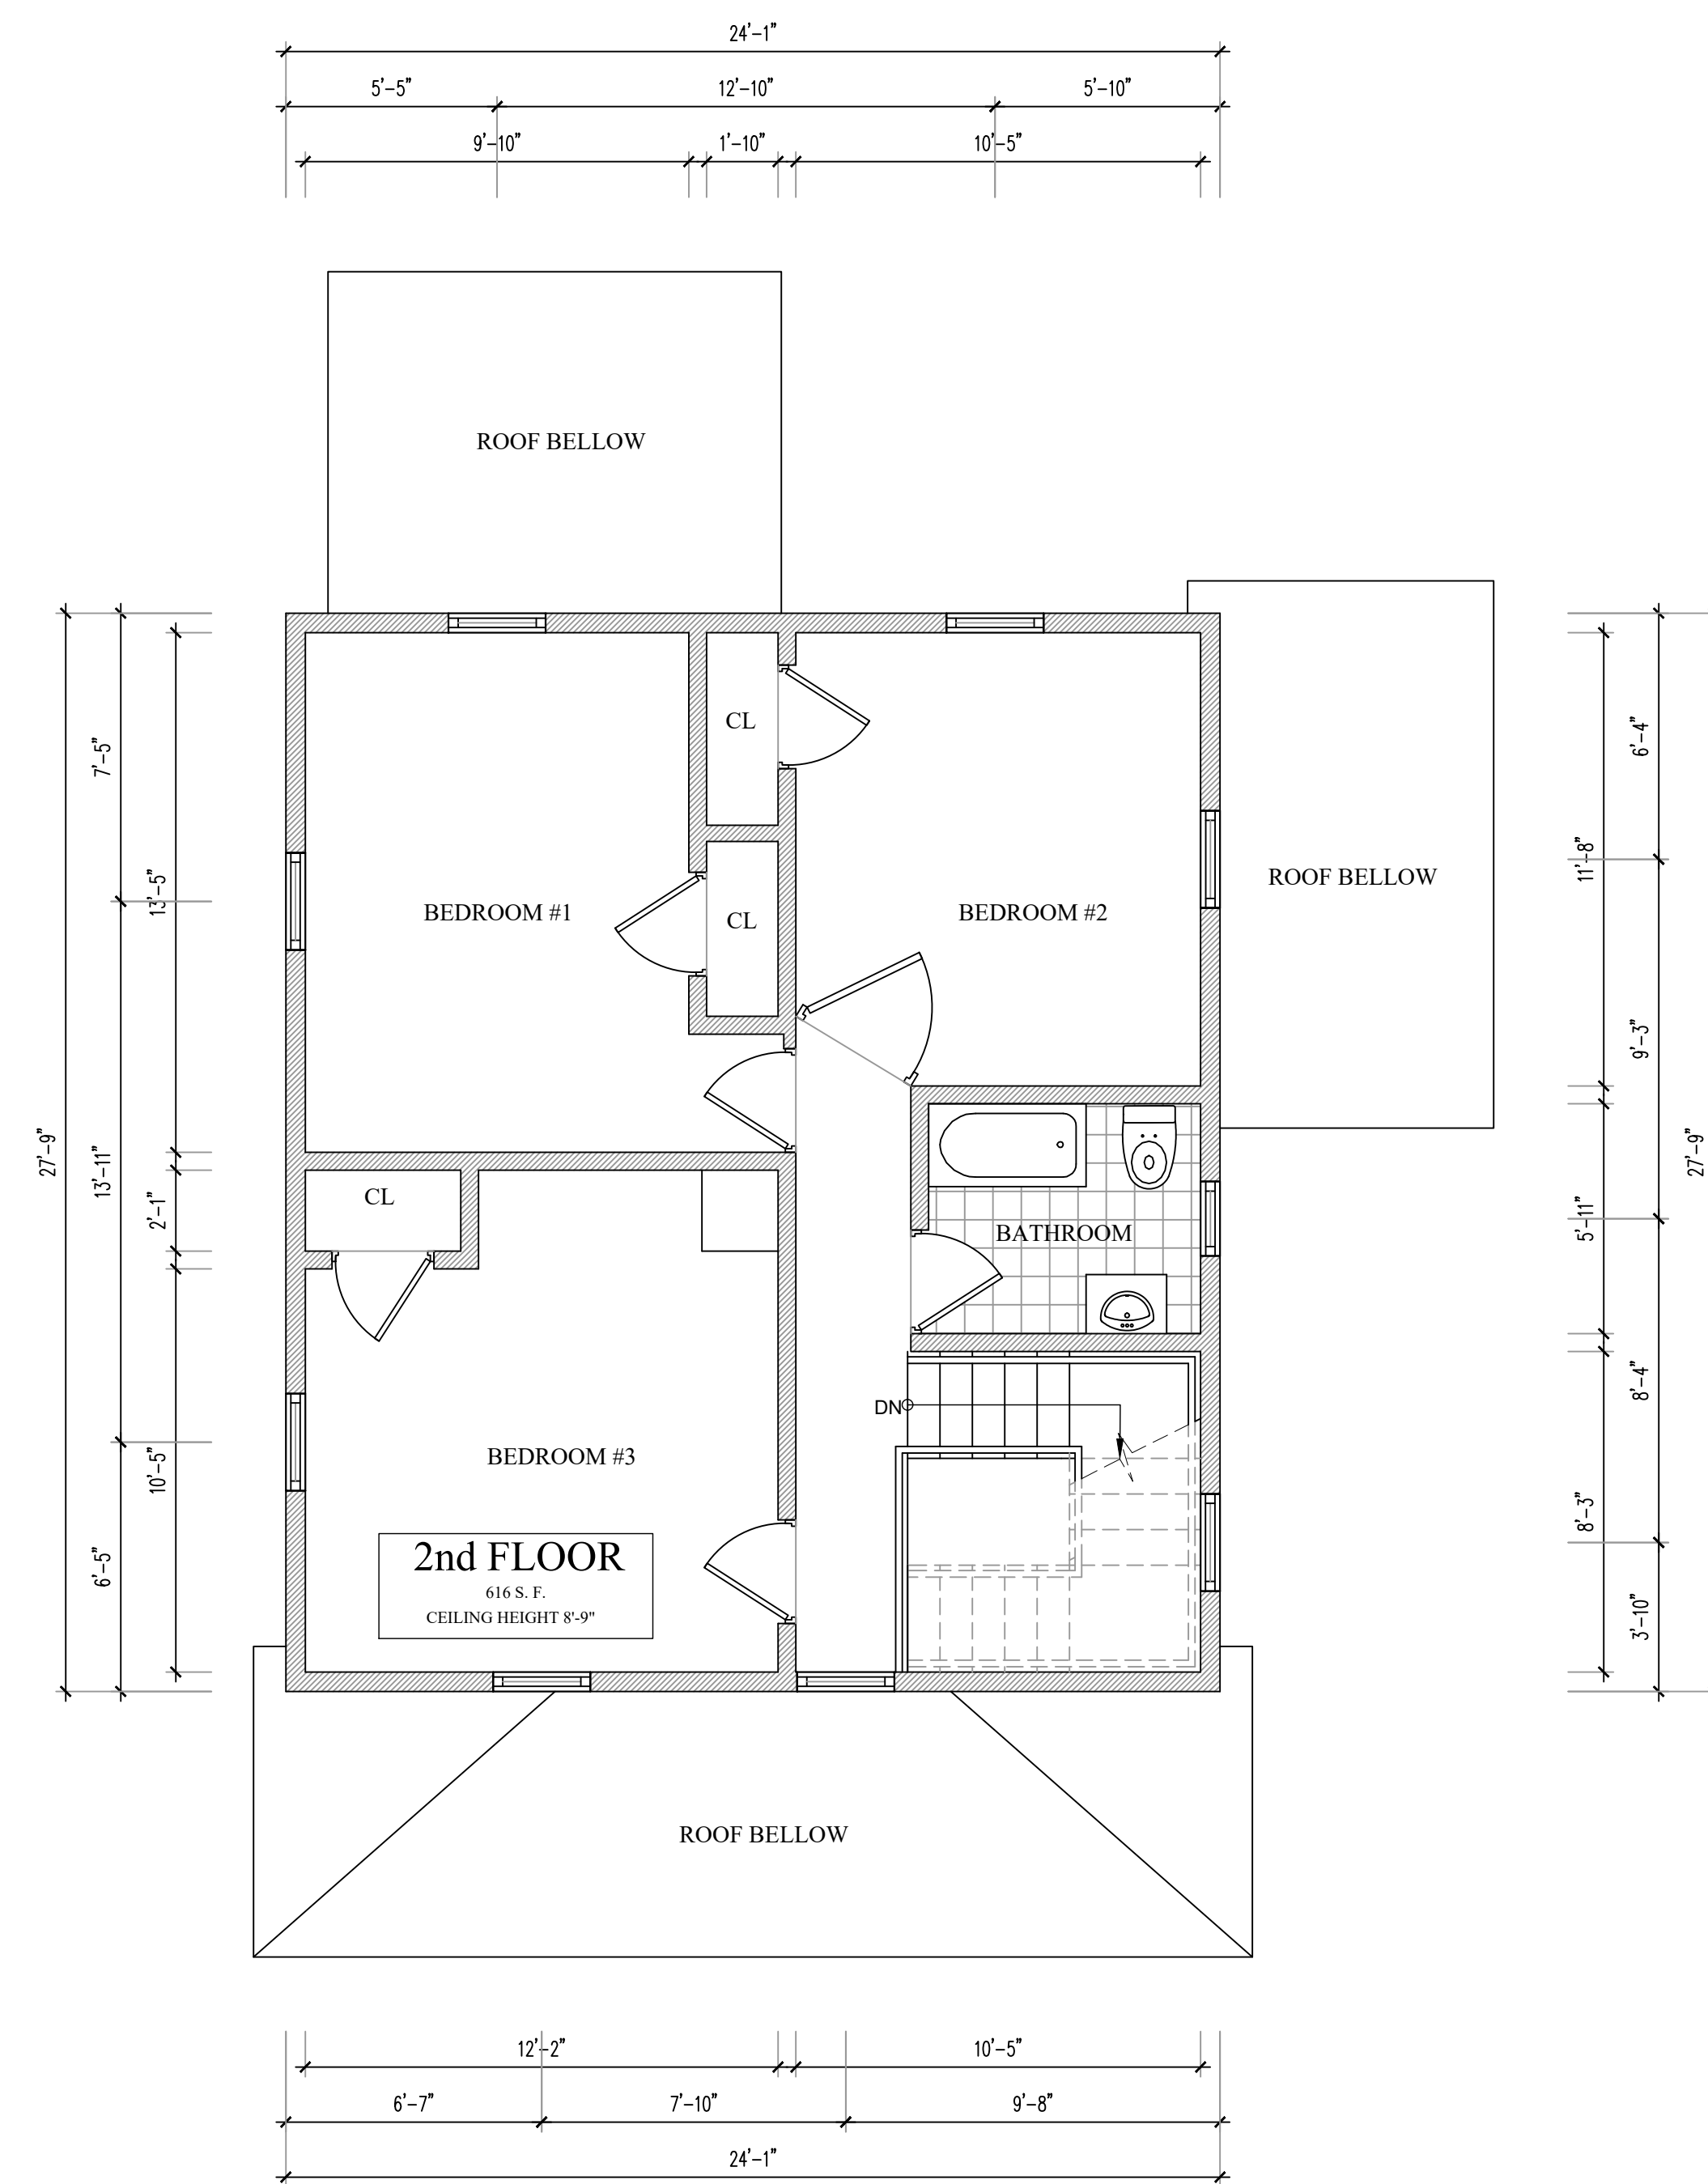 24'-1"
5'-5" 12'-10" 5'-10"
9'-10" 1'-10" 10'-5"
ROOF BELLOW
7'-5"
6'-4"
CL
13'-5"
11'-8"
ROOF BELLOW
BEDROOM #1
CL
BEDROOM #2
9'-3"
27'-9"
13'-11"
27'-9"
CL
2'-1"
5'-11"
BATHROOM
8'-4"
DN
BEDROOM #3
10'-5"
8'-3"
2nd FLOOR
616 S. F.
CEILING HEIGHT 8'-9"
6'-5"
3'-10"
ROOF BELLOW
12'-2" 10'-5"
6'-7" 7'-10" 9'-8"
24'-1"